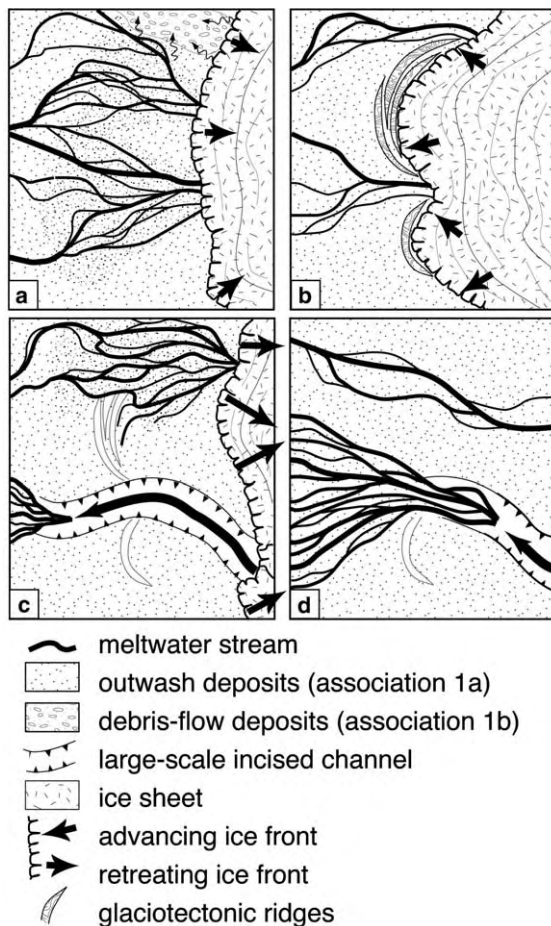 a
b
c
d
meltwater stream
outwash deposits (association 1a)
debris-flow deposits (association 1b)
large-scale incised channel
ice sheet
advancing ice front
retreating ice front
glaciotectonic ridges